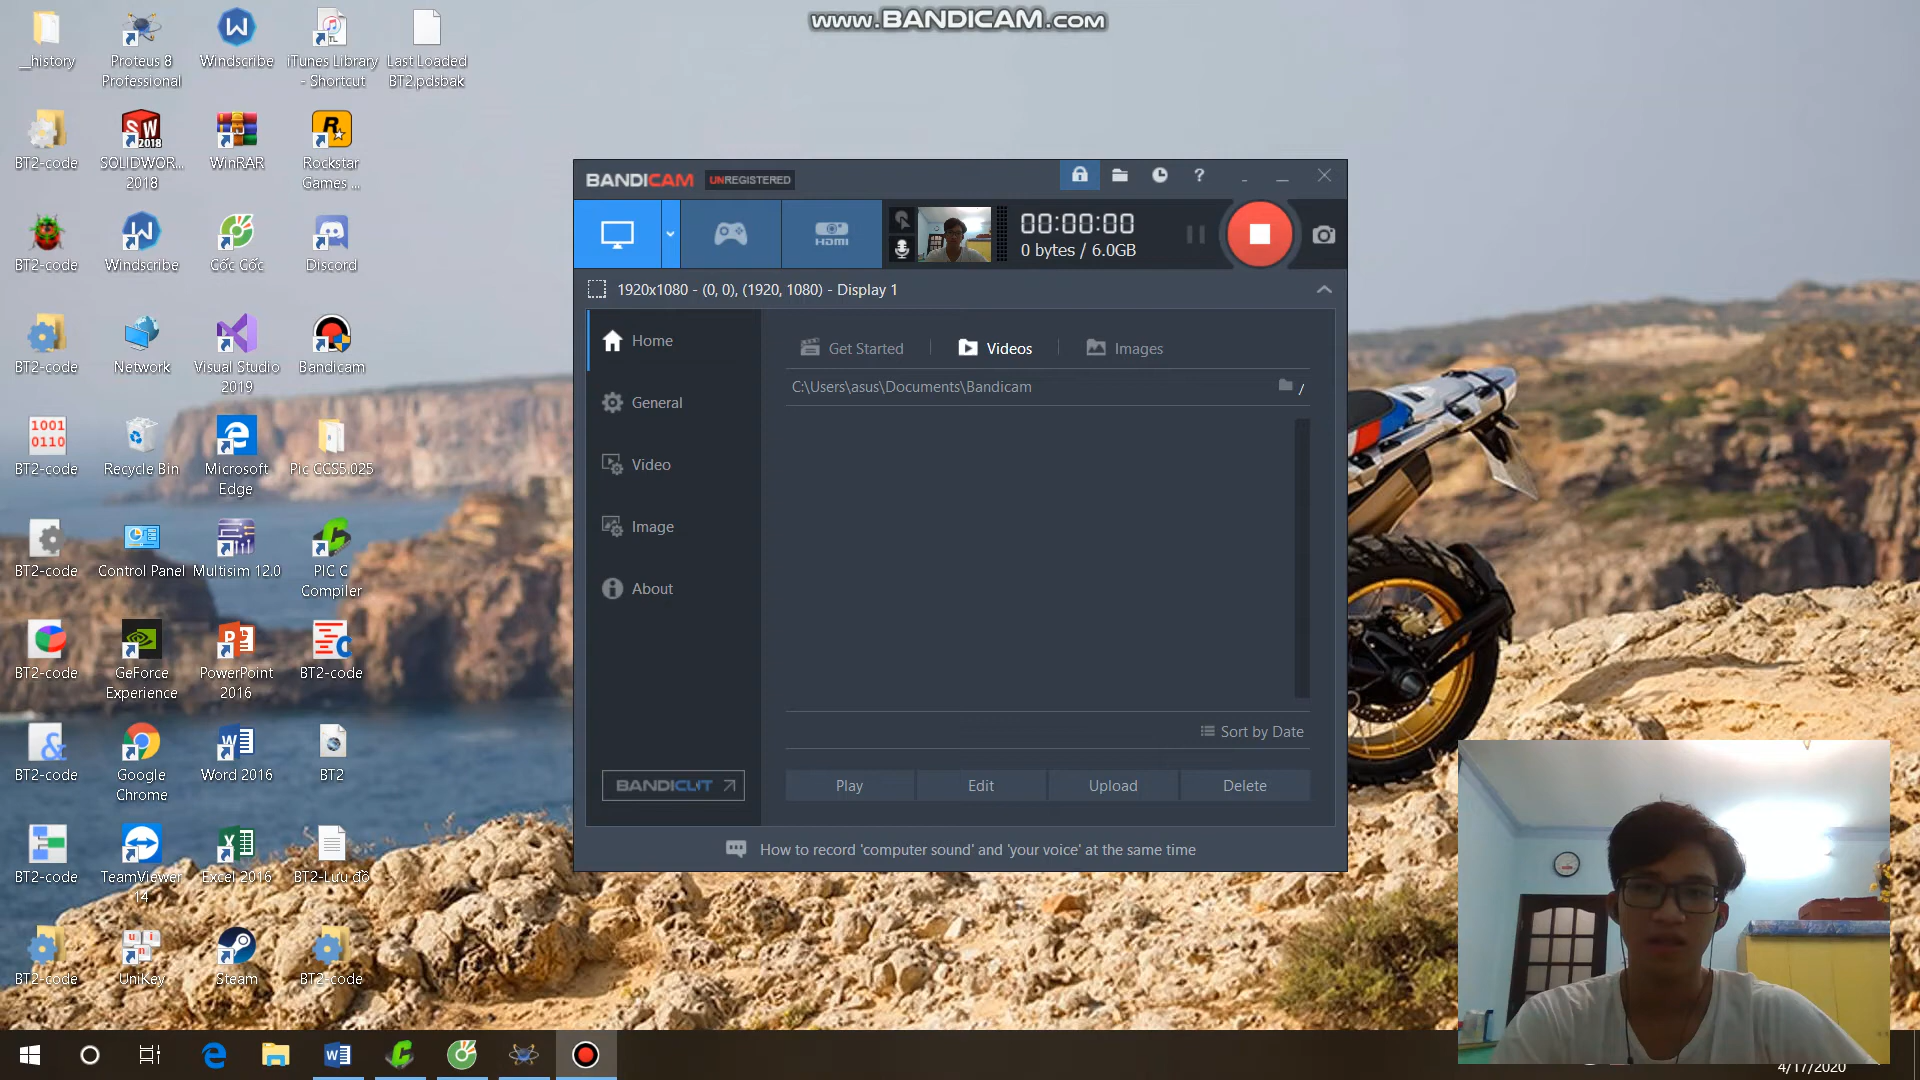 www.BANDICAM.com
__history
Proteus 8
Professional
Windscribe
iTunes Library
- Shortcut
Last Loaded
BT2.pdsbak
BT2-code
SOLIDWOR...
2018
WinRAR
Rockstar
Games ...
BT2-code
Windscribe
Cốc Cốc
Discord
BT2-code
Network
Visual Studio
2019
Bandicam
BT2-code
Recycle Bin
Microsoft
Edge
Pic CCS5.025
BT2-code
Control Panel
Multisim 12.0
PIC C
Compiler
BT2-code
GeForce
Experience
PowerPoint
2016
BT2-code
BT2-code
Google
Chrome
Word 2016
BT2
BT2-code
TeamViewer
14
Excel 2016
BT2-Lưu đồ
BT2-code
UniKey
Steam
BT2-code
BANDICAM UNREGISTERED
HDMI
00:00:00
0 bytes / 6.0GB
1920x1080 - (0, 0), (1920, 1080) - Display 1
Home
General
Video
Image
About
BANDICUT
Get Started
Videos
Images
C:\Users\asus\Documents\Bandicam
/
Sort by Date
Play
Edit
Upload
Delete
How to record 'computer sound' and 'your voice' at the same time
4/17/2020